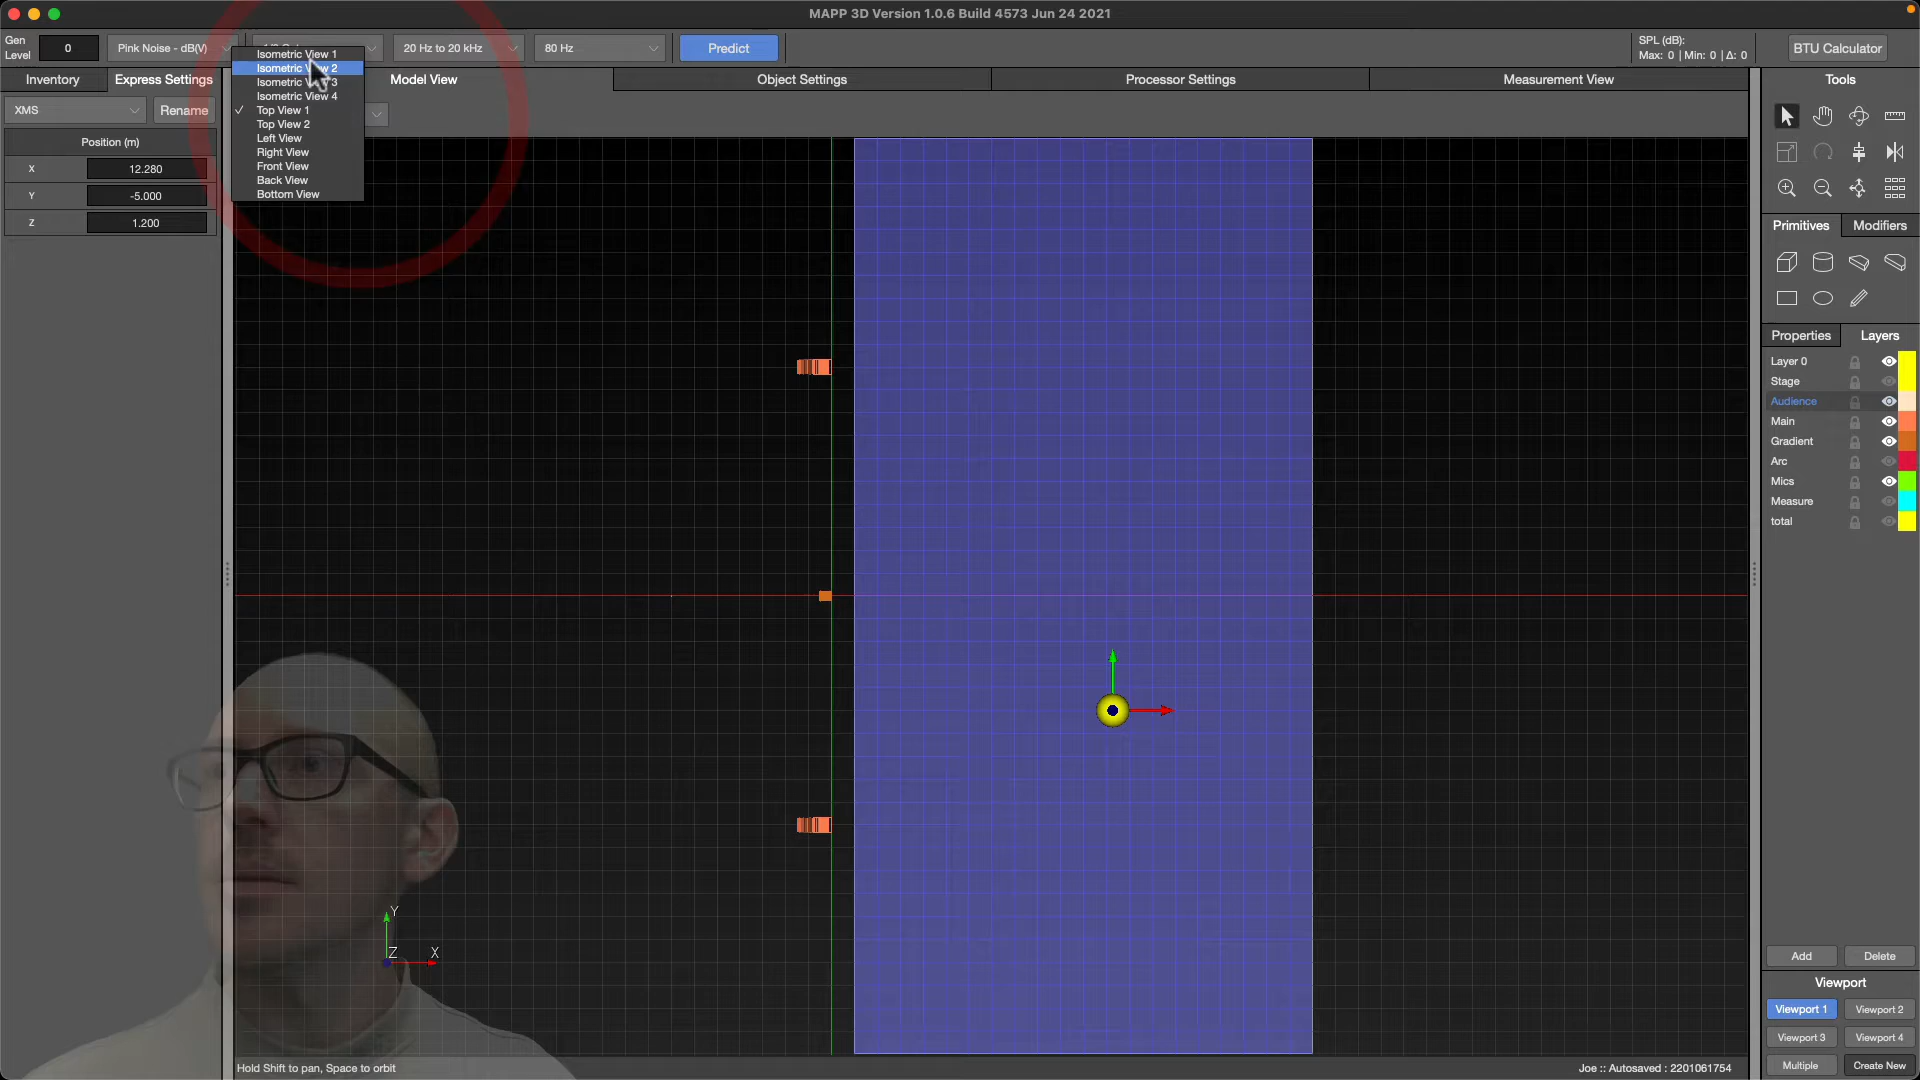 MAPP 3D Version 1.0.6 Build 4573 Jun 24 2021
Gen Level
0
Pink Noise - dB(V)
20 Hz to 20 kHz
80 Hz
Predict
SPL (dB):
Max: 0 | Min: 0 | Δ: 0
BTU Calculator
Inventory
Express Settings
Model View
Object Settings
Processor Settings
Measurement View
Tools
XMS
Rename
Position (m)
X
12.280
Y
-5.000
Z
1.200
Isometric View 1
Isometric View 2
Isometric View 3
Isometric View 4
Top View 1
Top View 2
Left View
Right View
Front View
Back View
Bottom View
Primitives
Modifiers
Properties
Layers
Layer 0
Stage
Audience
Main
Gradient
Arc
Mics
Measure
total
Add
Delete
Viewport
Viewport 1
Viewport 2
Viewport 3
Viewport 4
Multiple
Create New
Y
Z
X
Hold Shift to pan, Space to orbit
Joe :: Autosaved : 2201061754